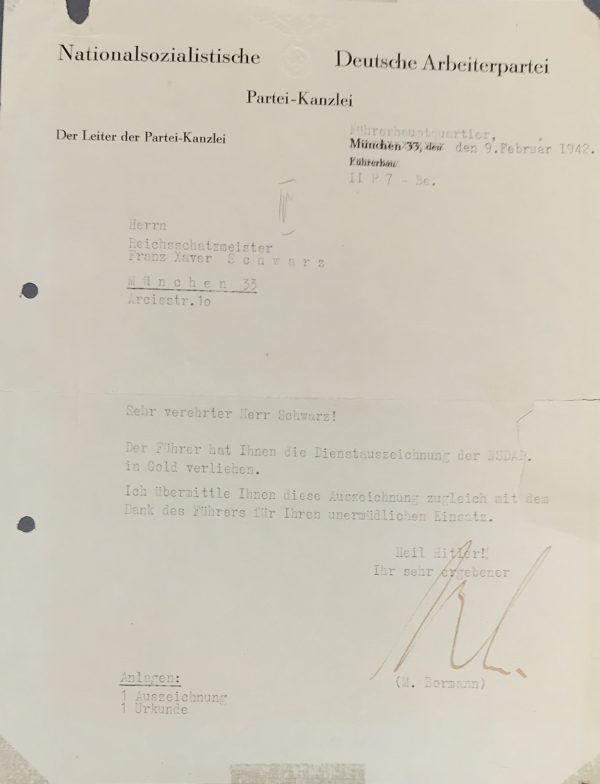 Nationalsozialistische Deutsche Arbeiterpartei
Partei-Kanzlei
Der Leiter der Partei-Kanzlei
Führerhauptquartier,
München 33, den den 9.Februar 1942.
Führerbau
II P 7 - Be.
Herrn
Reichsschatzmeister
Franz Xaver S c h w a r z
M ü n c h e n 33
Arcisstr.10
Sehr verehrter Herr Schwarz!
Der Führer hat Ihnen die Dienstauszeichnung der NSDAP.
in Gold verliehen.
Ich übermittle Ihnen diese Auszeichnung zugleich mit dem
Dank des Führers für Ihren unermüdlichen Einsatz.
Heil Hitler!
Ihr sehr ergebener
(M. Bormann)
Anlagen:
1 Auszeichnung
1 Urkunde